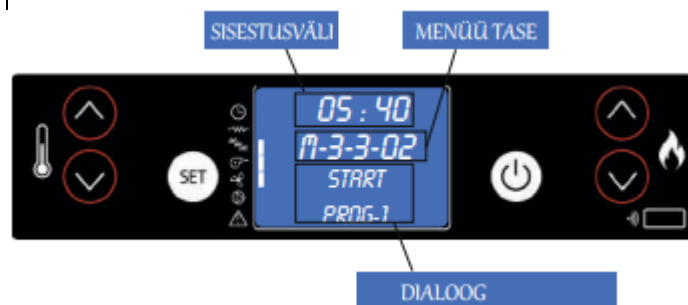 SISESTUSVÄLI
MENÜÜ TASE
05 : 40
M-3-3-02
START
PROG-1
SET
DIALOOG